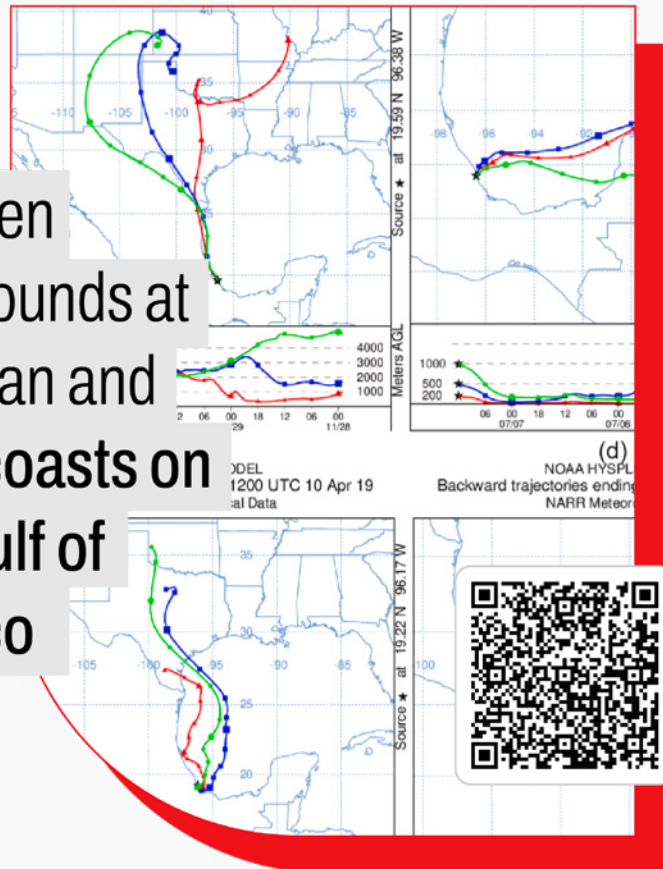 40
-110
-105
-100
-90
-85
35
30
25
Source ★ at 19.59 N 96.38 W
-98
-96
-94
-92
en
ounds at
an and
coasts on
ulf of
co
4000
3000
2000
1000
Meters AGL
06 00 18 12 06 00
11/28
1000
500
200
06 00 18 12 06 00
07/07 07/06
(d)
ODEL
1200 UTC 10 Apr 19
cal Data
NOAA HYSPL
Backward trajectories ending
NARR Meteor
35
30
25
20
-105
-100
-95
-90
-85
Source ★ at 19.22 N 96.17 W
100